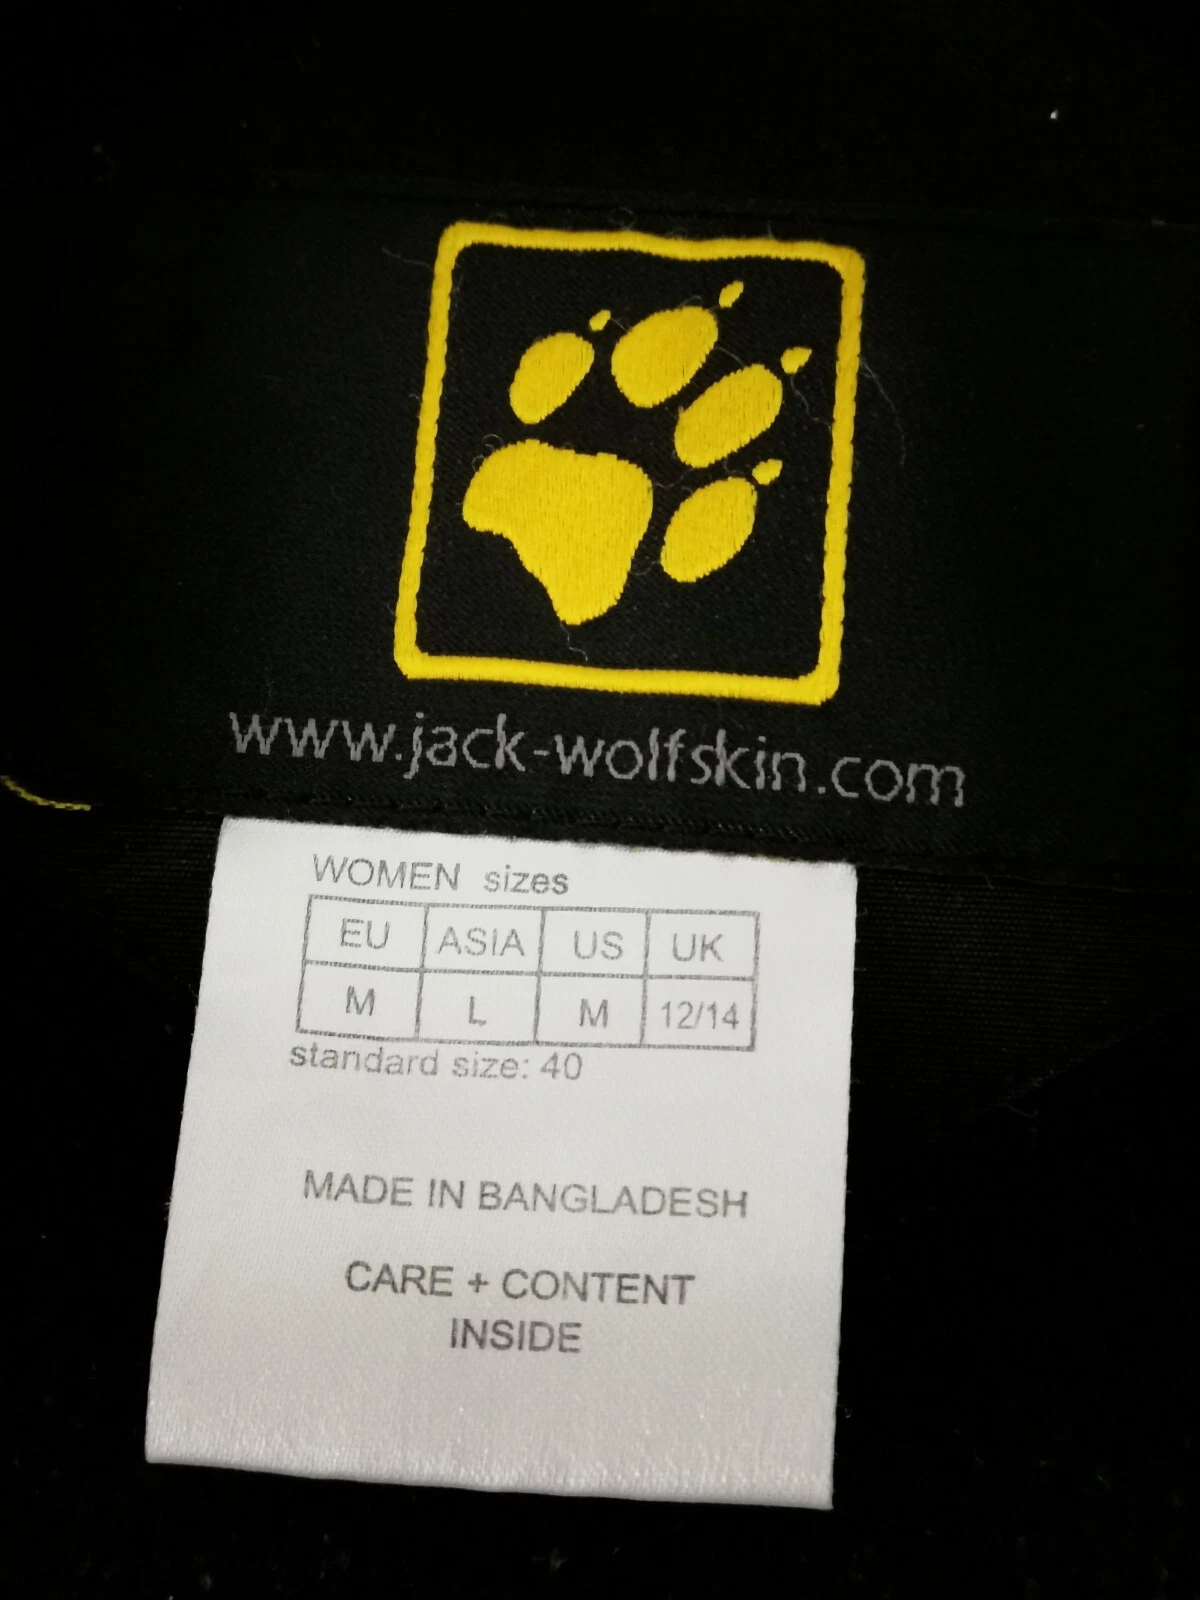 www.jack-wolfskin.com
WOMEN sizes
EU ASIA US UK
M L M 12/14
standard size: 40
MADE IN BANGLADESH
CARE + CONTENT
INSIDE